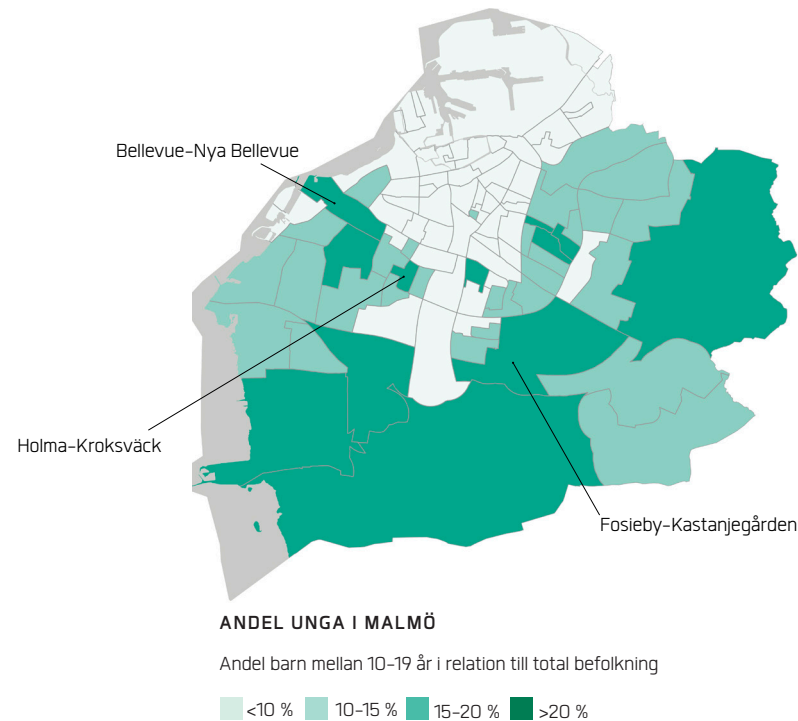 Bellevue-Nya Bellevue
Holma-Kroksväck
Fosieby-Kastanjegården
ANDEL UNGA I MALMÖ
Andel barn mellan 10-19 år i relation till total befolkning
<10 % 10-15 % 15-20 % >20 %